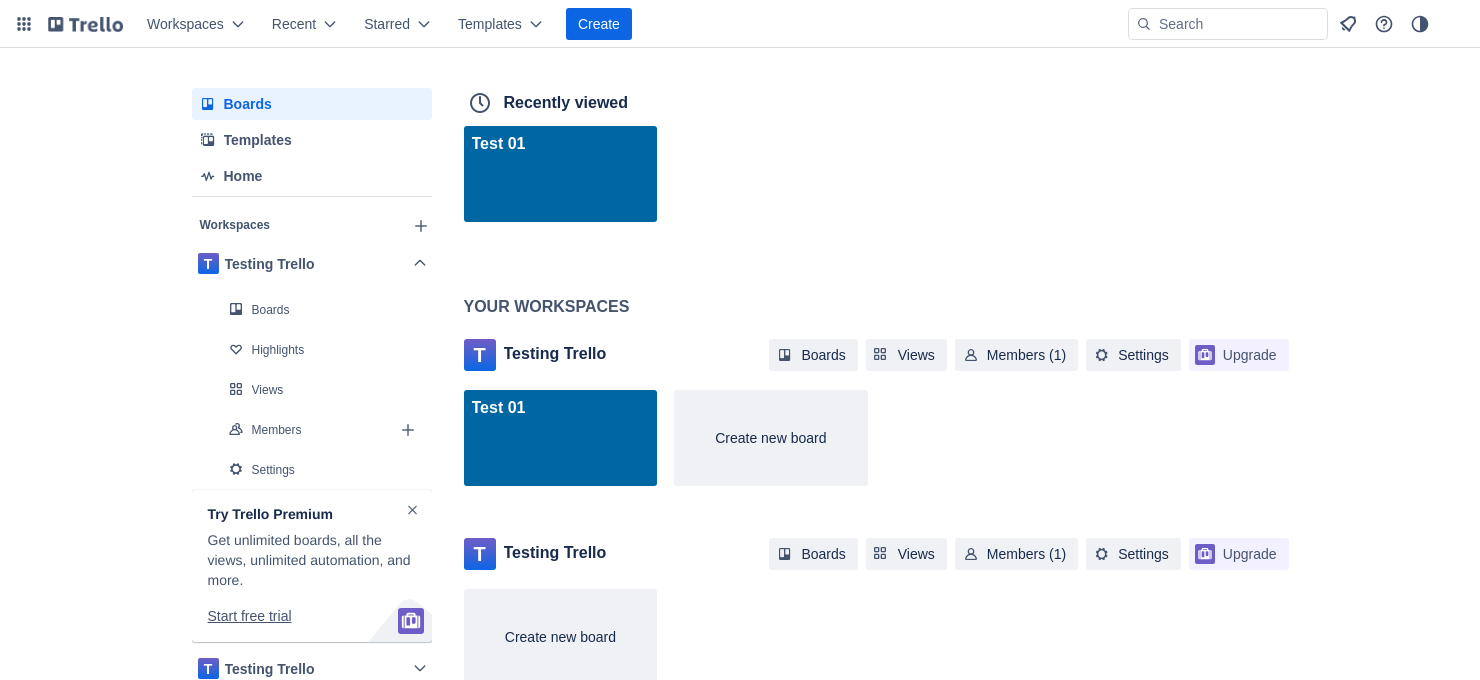 Trello
Workspaces
Recent
Starred
Templates
Create
Search
Boards
Templates
Home
Workspaces
T Testing Trello
Boards
Highlights
Views
Members
Settings
Try Trello Premium
Get unlimited boards, all the
views, unlimited automation, and
more.
Start free trial
T Testing Trello
Recently viewed
Test 01
YOUR WORKSPACES
T Testing Trello
Boards
Views
Members (1)
Settings
Upgrade
Test 01
Create new board
T Testing Trello
Boards
Views
Members (1)
Settings
Upgrade
Create new board